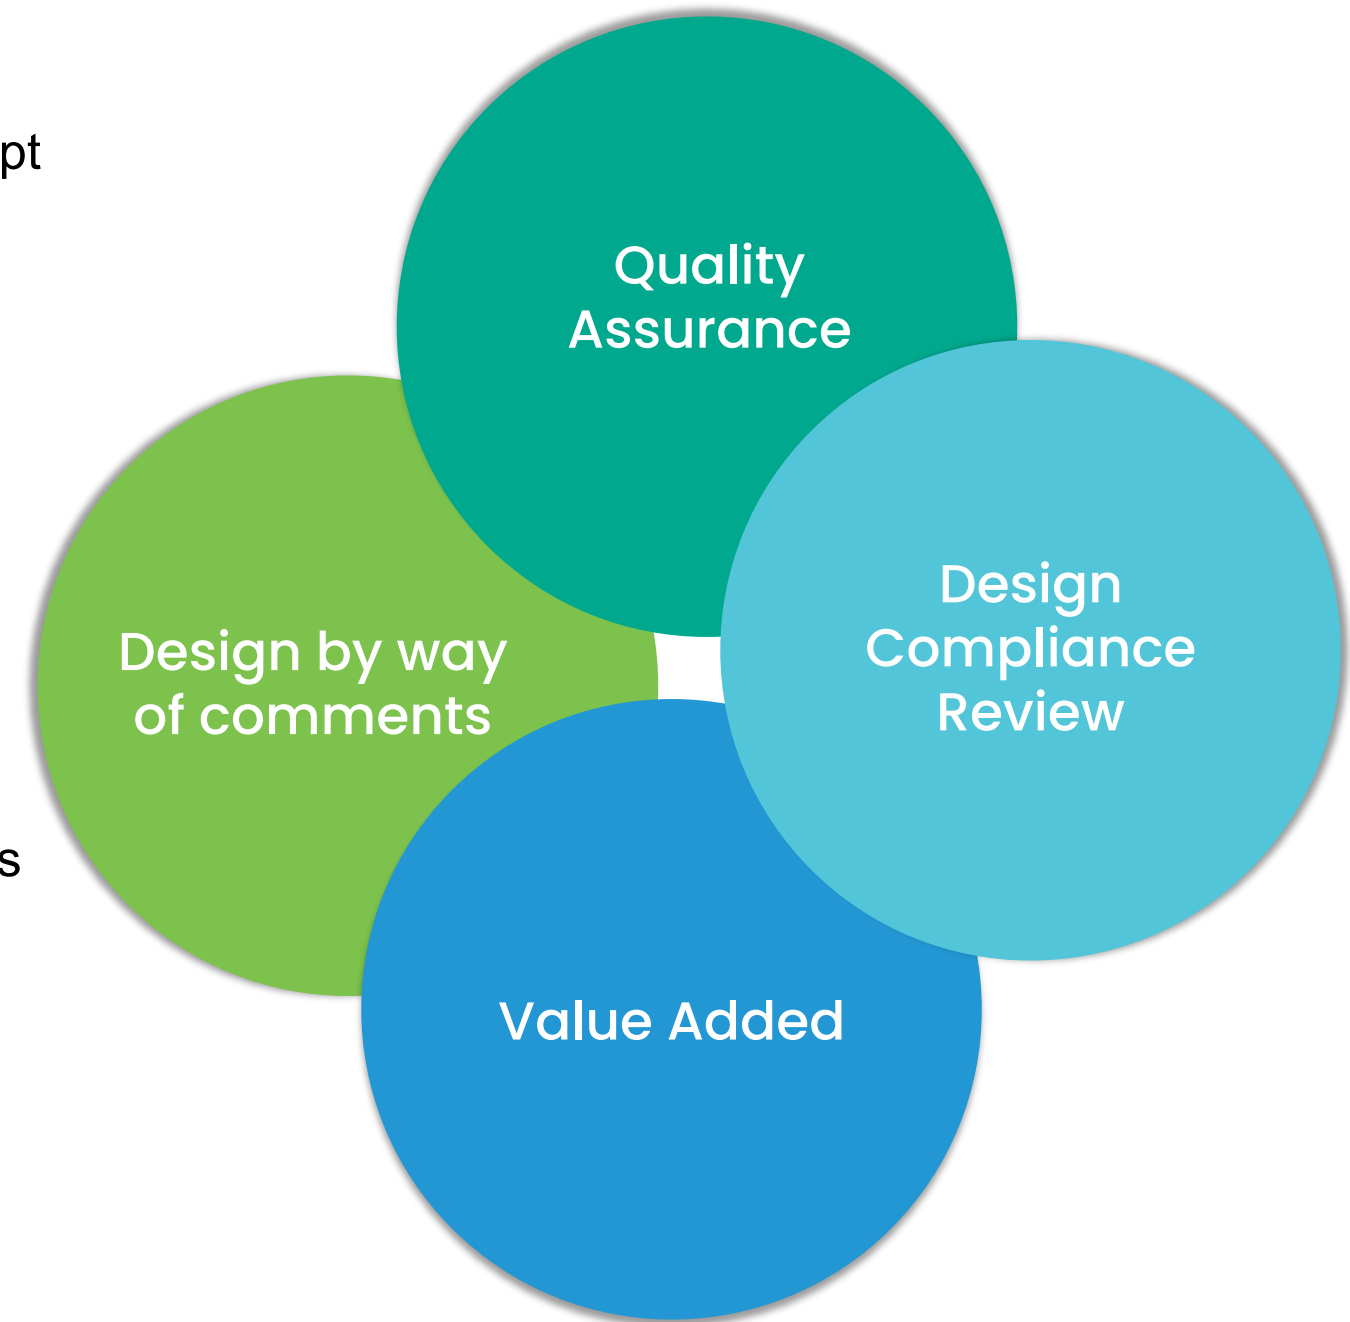 pt
Quality
Assurance
Design
Compliance
Review
Design by way
of comments
s
Value Added